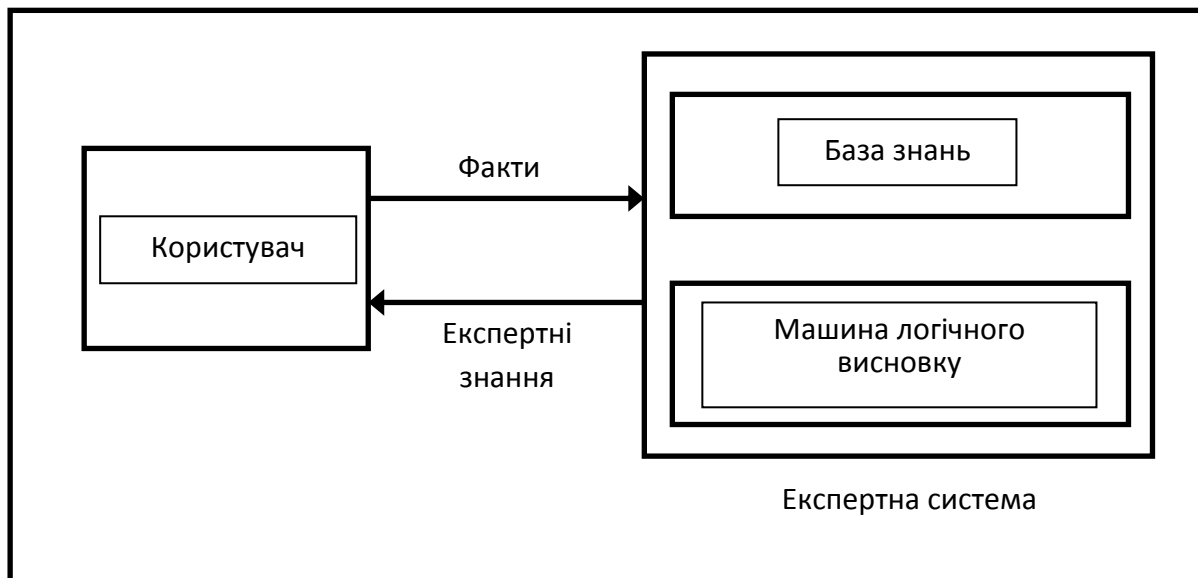 База знань
Факти
Користувач
Експертні
знання
Машина логічного
висновку
Експертна система